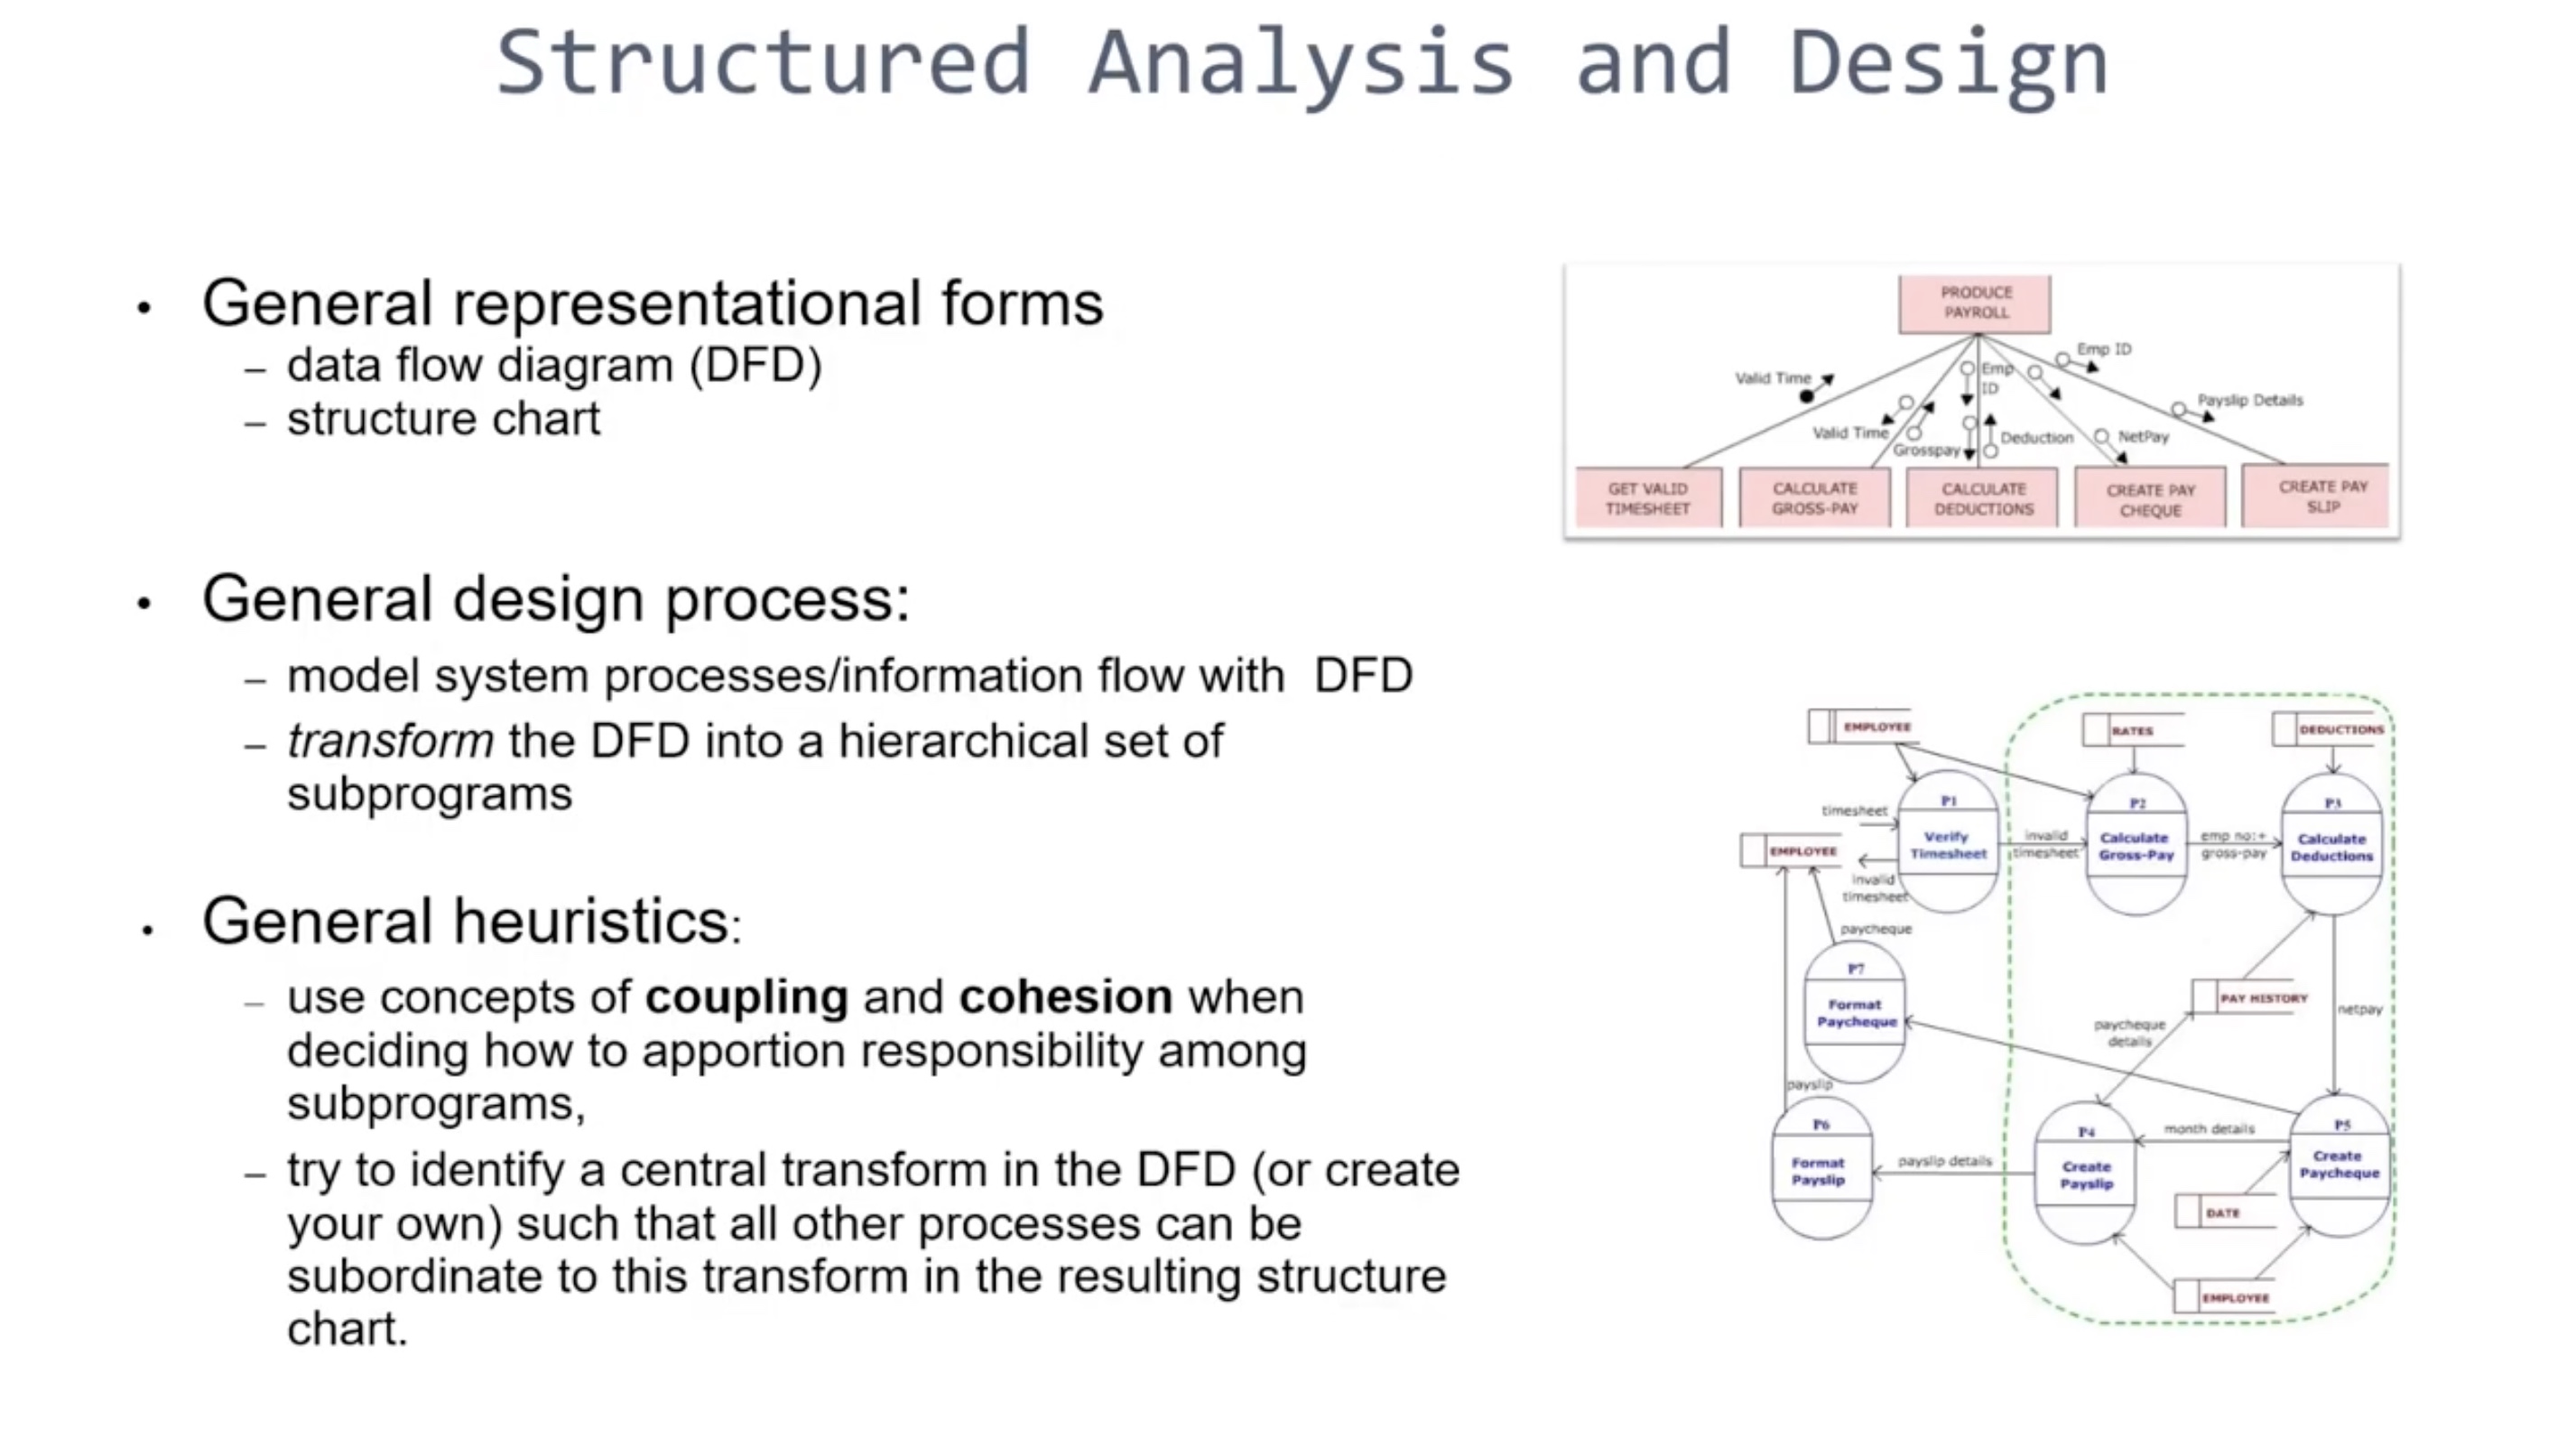 Structured Analysis and Design
• General representational forms
– data flow diagram (DFD)
– structure chart
• General design process:
– model system processes/information flow with DFD
– transform the DFD into a hierarchical set of
subprograms
• General heuristics:
– use concepts of coupling and cohesion when
deciding how to apportion responsibility among
subprograms,
– try to identify a central transform in the DFD (or create
your own) such that all other processes can be
subordinate to this transform in the resulting structure
chart.
PRODUCE
PAYROLL
Emp ID
Valid Time
Emp
ID
Payslip Details
Valid Time
Grosspay
Deduction
NetPay
GET VALID
TIMESHEET
CALCULATE
GROSS-PAY
CALCULATE
DEDUCTIONS
CREATE PAY
CHEQUE
CREATE PAY
SLIP
EMPLOYEE
RATES
DEDUCTIONS
timesheet
P1
Verify
Timesheet
invalid
timesheet
P2
Calculate
Gross-Pay
emp no:+
gross-pay
P3
Calculate
Deductions
EMPLOYEE
invalid
timesheet
paycheque
P7
Format
Paycheque
PAY HISTORY
netpay
paycheque
details
payslip
P6
Format
Payslip
payslip details
P4
Create
Payslip
month details
P5
Create
Paycheque
DATE
EMPLOYEE